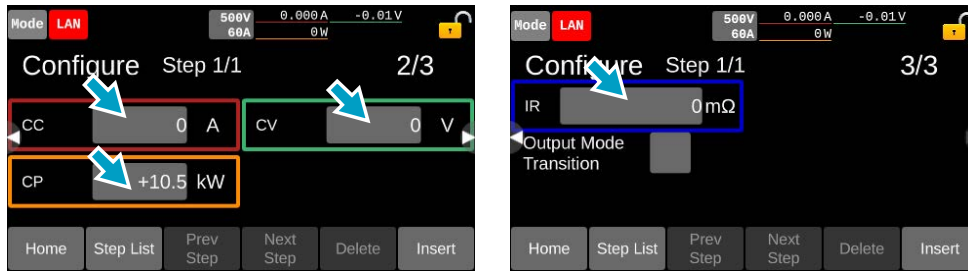 Mode LAN 500V 60A 0.000A -0.01V 0W
Configure Step 1/1 2/3
CC 0 A CV 0 V
CP +10.5 kW
Home Step List Prev Step Next Step Delete Insert
Mode LAN 500V 60A 0.000A -0.01V 0W
Configure Step 1/1 3/3
IR 0 mΩ
Output Mode
Transition
Home Step List Prev Step Next Step Delete Insert